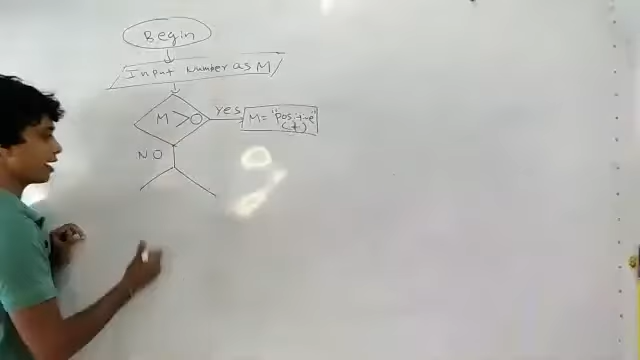 Begin
Input Number as M
M > 0
Yes
M = "positive"
(+)
NO